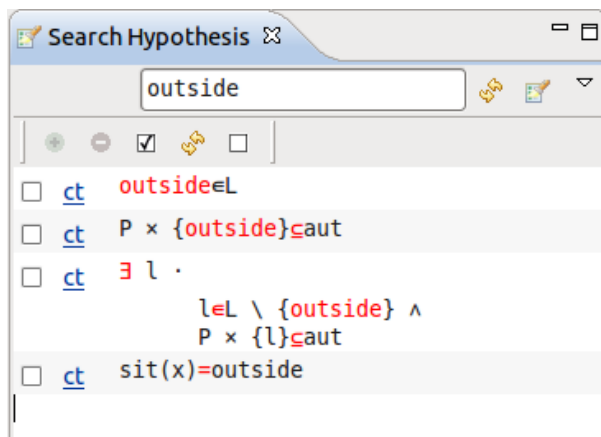 Search Hypothesis
outside
ct outside∈L
ct P × {outside}⊆aut
ct ∃ l ·
l∈L \ {outside} ∧
P × {l}⊆aut
ct sit(x)=outside